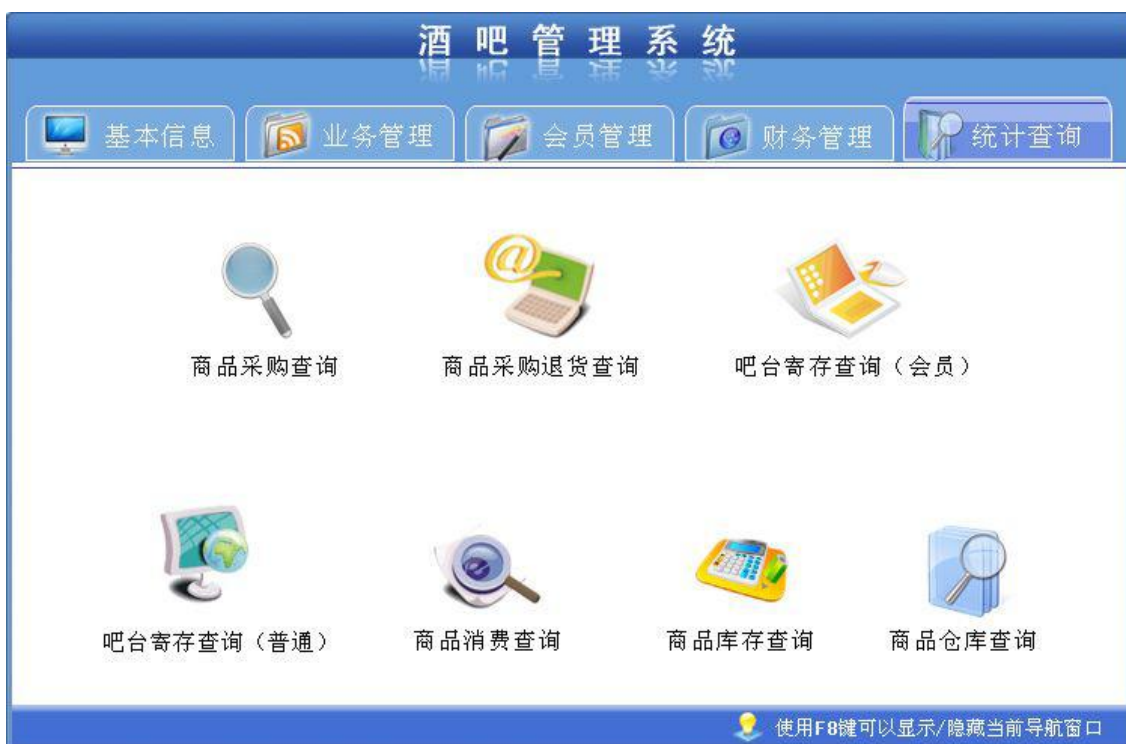 酒吧管理系统
基本信息 业务管理 会员管理 财务管理 统计查询
商品采购查询 商品采购退货查询 吧台寄存查询（会员）
吧台寄存查询（普通） 商品消费查询 商品库存查询 商品仓库查询
使用F8键可以显示/隐藏当前导航窗口